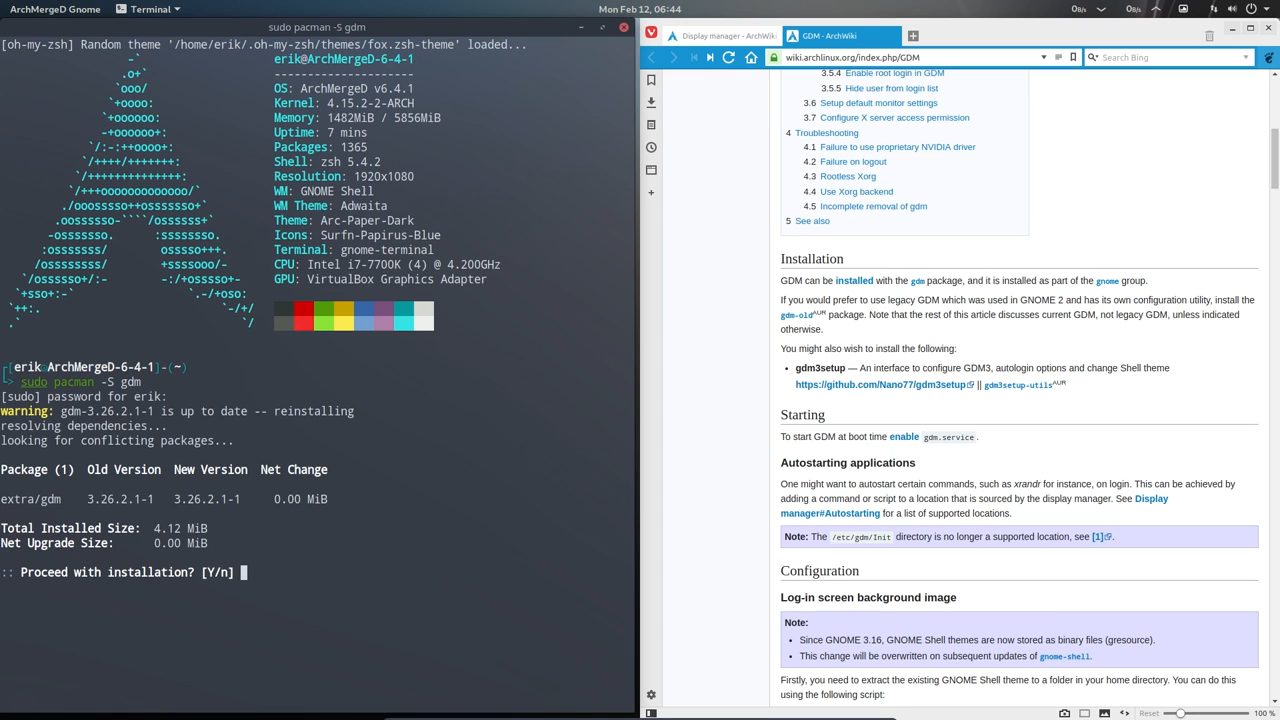 ArchMergeD Gnome
Terminal
Mon Feb 12, 9:44
sudo pacman -S gdm
[oh-my-zsh] Random theme '/home/erik/.oh-my-zsh/themes/fox.zsh-theme' loaded...
erik@ArchMergeD-6-4-1
---------------------
OS: ArchMergeD v6.4.1
Kernel: 4.15.2-2-ARCH
Memory: 1482MiB / 5856MiB
Uptime: 7 mins
Packages: 1365
Shell: zsh 5.4.2
Resolution: 1920x1080
WM: GNOME Shell
WM Theme: Adwaita
Theme: Arc-Paper-Dark
Icons: Surfn-Papirus-Blue
Terminal: gnome-terminal
CPU: Intel i7-7700K (4) @ 4.200GHz
GPU: VirtualBox Graphics Adapter
[erik@ArchMergeD-6-4-1]-(~)
sudo pacman -S gdm
[sudo] password for erik:
warning: gdm-3.26.2.1-1 is up to date -- reinstalling
resolving dependencies...
looking for conflicting packages...
Package (1)  Old Version  New Version  Net Change
extra/gdm    3.26.2.1-1   3.26.2.1-1     0.00 MiB
Total Installed Size:  4.12 MiB
Net Upgrade Size:      0.00 MiB
:: Proceed with installation? [Y/n]
Display manager - ArchWiki
GDM - ArchWiki
wiki.archlinux.org/index.php/GDM
Search Bing
3.5.4 Enable root login in GDM
3.5.5 Hide user from login list
3.6 Setup default monitor settings
3.7 Configure X server access permission
4 Troubleshooting
4.1 Failure to use proprietary NVIDIA driver
4.2 Failure on logout
4.3 Rootless Xorg
4.4 Use Xorg backend
4.5 Incomplete removal of gdm
5 See also
Installation
GDM can be installed with the gdm package, and it is installed as part of the gnome group.
If you would prefer to use legacy GDM which was used in GNOME 2 and has its own configuration utility, install the
gdm-old AUR package. Note that the rest of this article discusses current GDM, not legacy GDM, unless indicated
otherwise.
You might also wish to install the following:
• gdm3setup — An interface to configure GDM3, autologin options and change Shell theme
https://github.com/Nano77/gdm3setup || gdm3setup-utils AUR
Starting
To start GDM at boot time enable gdm.service.
Autostarting applications
One might want to autostart certain commands, such as xrandr for instance, on login. This can be achieved by
adding a command or script to a location that is sourced by the display manager. See Display
manager#Autostarting for a list of supported locations.
Note: The /etc/gdm/Init directory is no longer a supported location, see [1].
Configuration
Log-in screen background image
Note:
• Since GNOME 3.16, GNOME Shell themes are now stored as binary files (gresource).
• This change will be overwritten on subsequent updates of gnome-shell.
Firstly, you need to extract the existing GNOME Shell theme to a folder in your home directory. You can do this
using the following script:
Reset
100 %